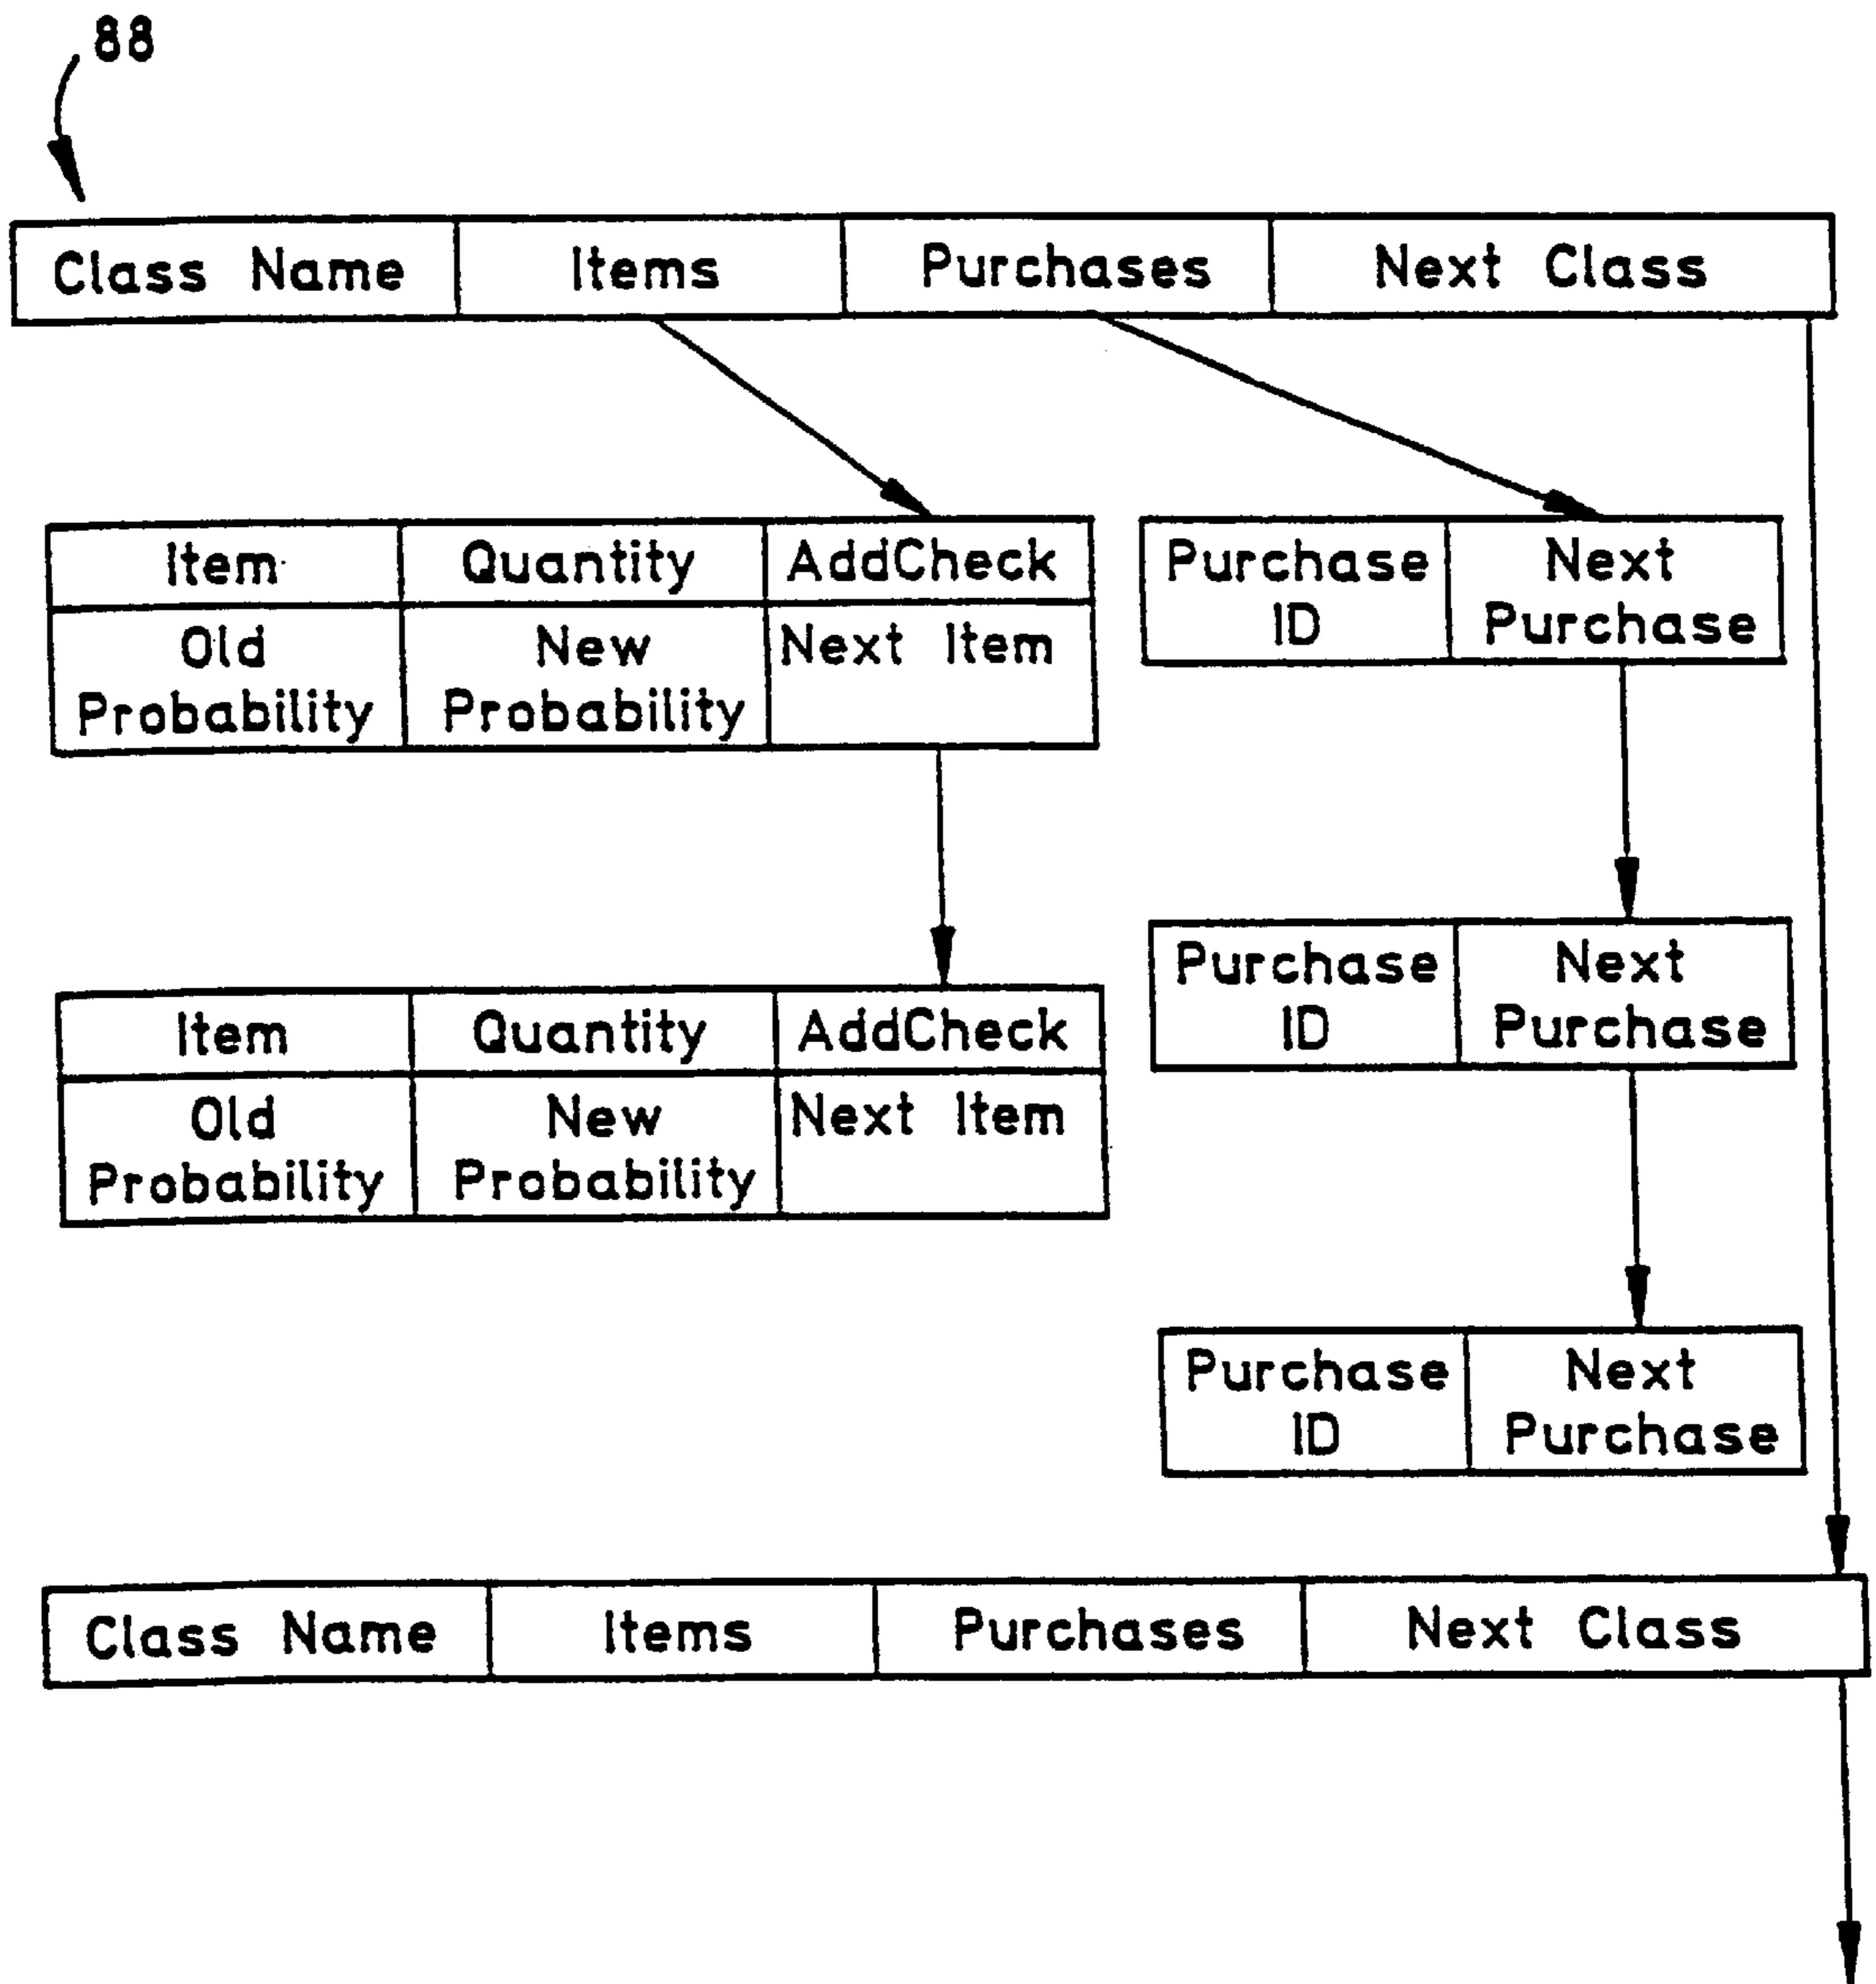 88
Class Name Items Purchases Next Class
Item Quantity AddCheck
Old Probability New Probability Next Item
Purchase ID Next Purchase
Item Quantity AddCheck
Old Probability New Probability Next Item
Purchase ID Next Purchase
Purchase ID Next Purchase
Class Name Items Purchases Next Class